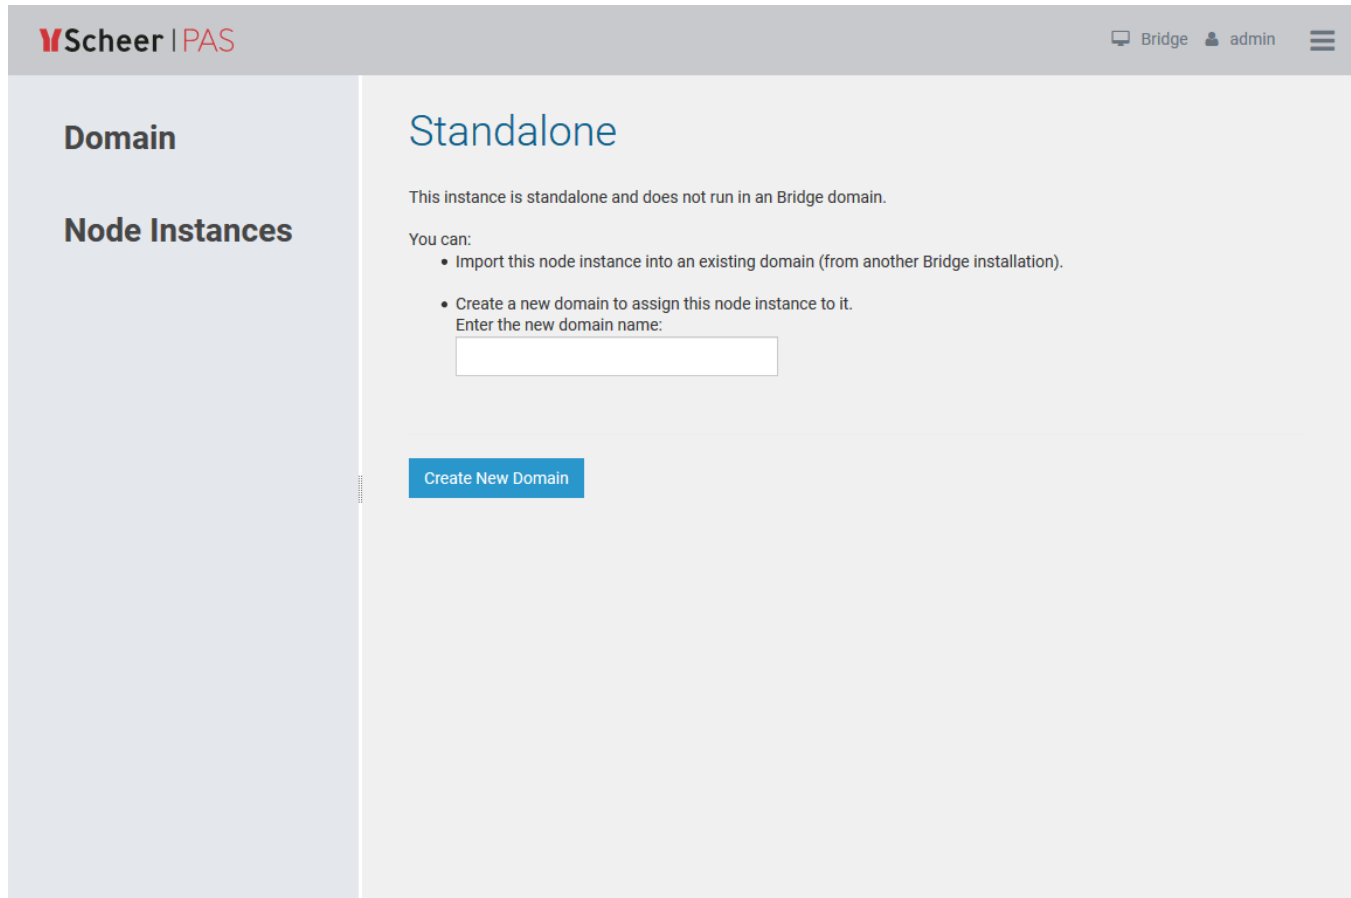 Scheer PAS
Bridge admin
Domain
Node Instances
Standalone
This instance is standalone and does not run in an Bridge domain.
You can:
• Import this node instance into an existing domain (from another Bridge installation).
• Create a new domain to assign this node instance to it.
Enter the new domain name:
Create New Domain